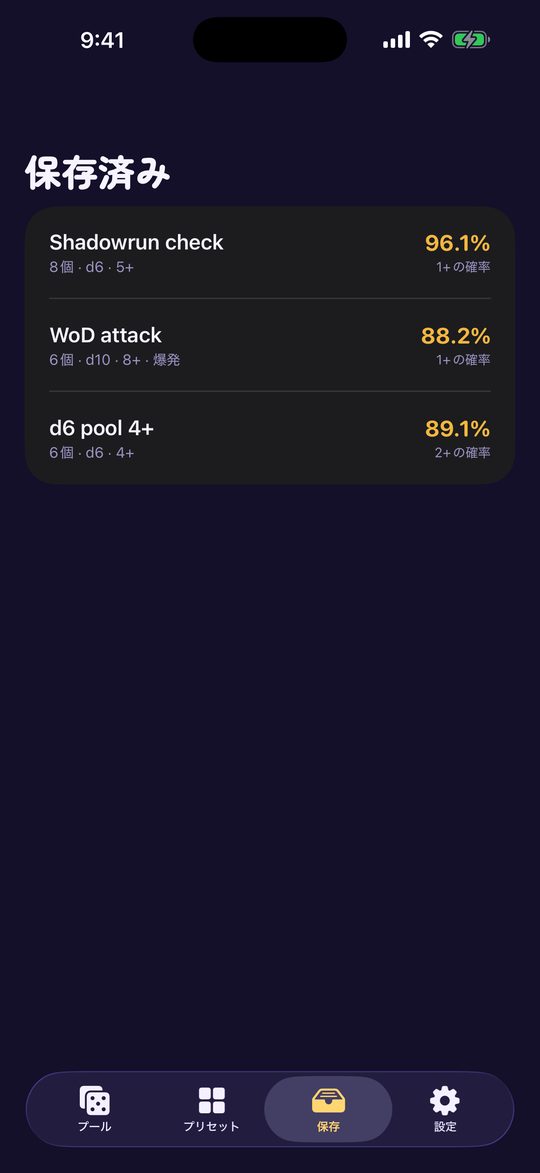 9:41
保存済み
Shadowrun check
96.1%
8個 · d6 · 5+
1+の確率
WoD attack
88.2%
6個 · d10 · 8+ · 爆発
1+の確率
d6 pool 4+
89.1%
6個 · d6 · 4+
2+の確率
プール
プリセット
保存
設定